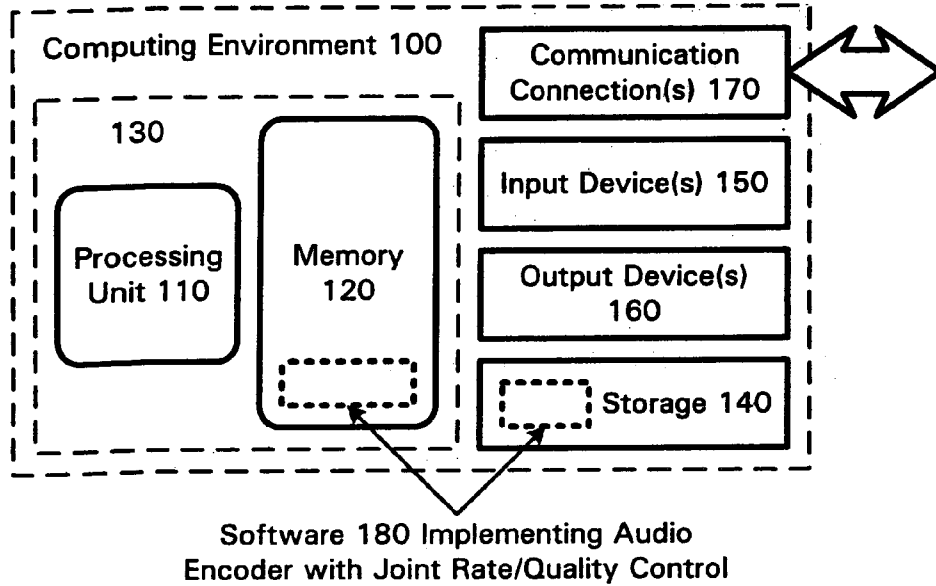 Computing Environment 100
Communication
Connection(s) 170
130
Input Device(s) 150
Processing
Unit 110
Memory
120
Output Device(s)
160
Storage 140
Software 180 Implementing Audio
Encoder with Joint Rate/Quality Control